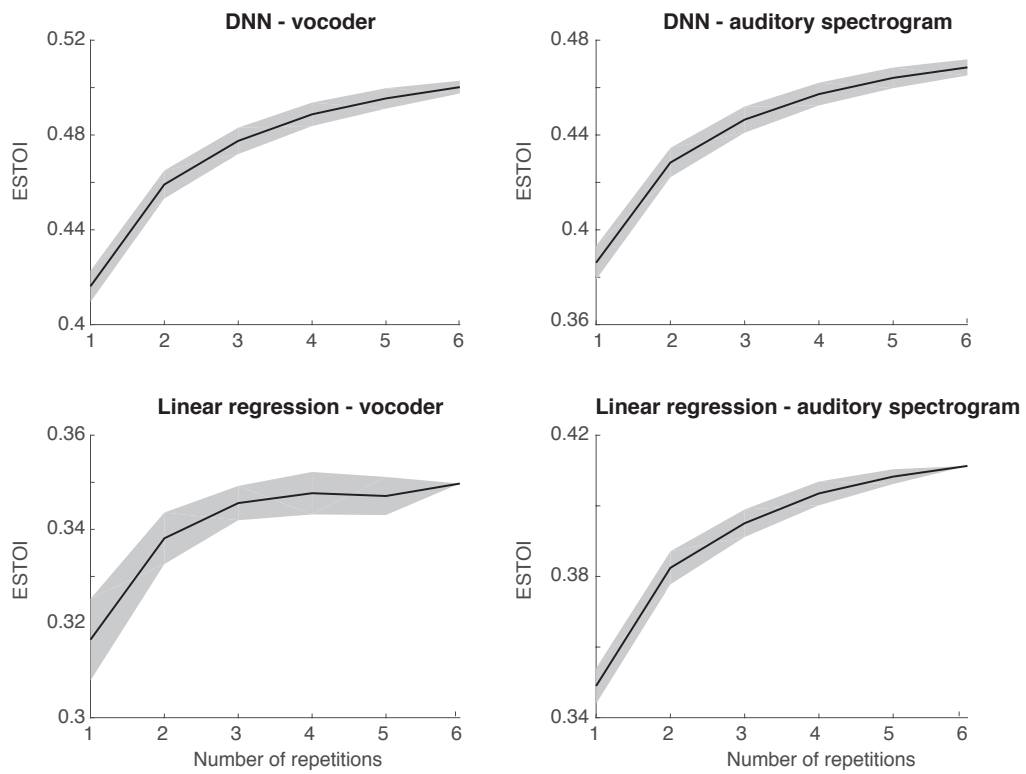 DNN - vocoder
0.52
0.48
0.44
0.4
ESTOI
1 2 3 4 5 6
DNN - auditory spectrogram
0.48
0.44
0.4
0.36
ESTOI
1 2 3 4 5 6
Linear regression - vocoder
0.36
0.34
0.32
0.3
ESTOI
1 2 3 4 5 6
Number of repetitions
Linear regression - auditory spectrogram
0.42
0.38
0.34
ESTOI
1 2 3 4 5 6
Number of repetitions